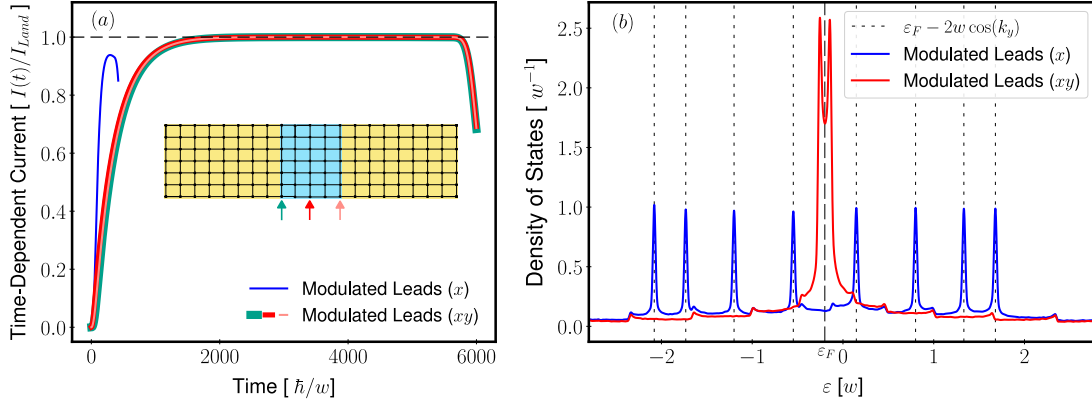 (a)
Time-Dependent Current [ I(t)/I_Land ]
1.0
0.8
0.6
0.4
0.2
0.0
Modulated Leads (x)
Modulated Leads (xy)
0
2000
4000
6000
Time [ ħ/w ]
(b)
Density of States [ w⁻¹ ]
2.5
2.0
1.5
1.0
0.5
0.0
ε_F − 2w cos(k_y)
Modulated Leads (x)
Modulated Leads (xy)
−2
−1
ε_F
0
1
2
ε [w]